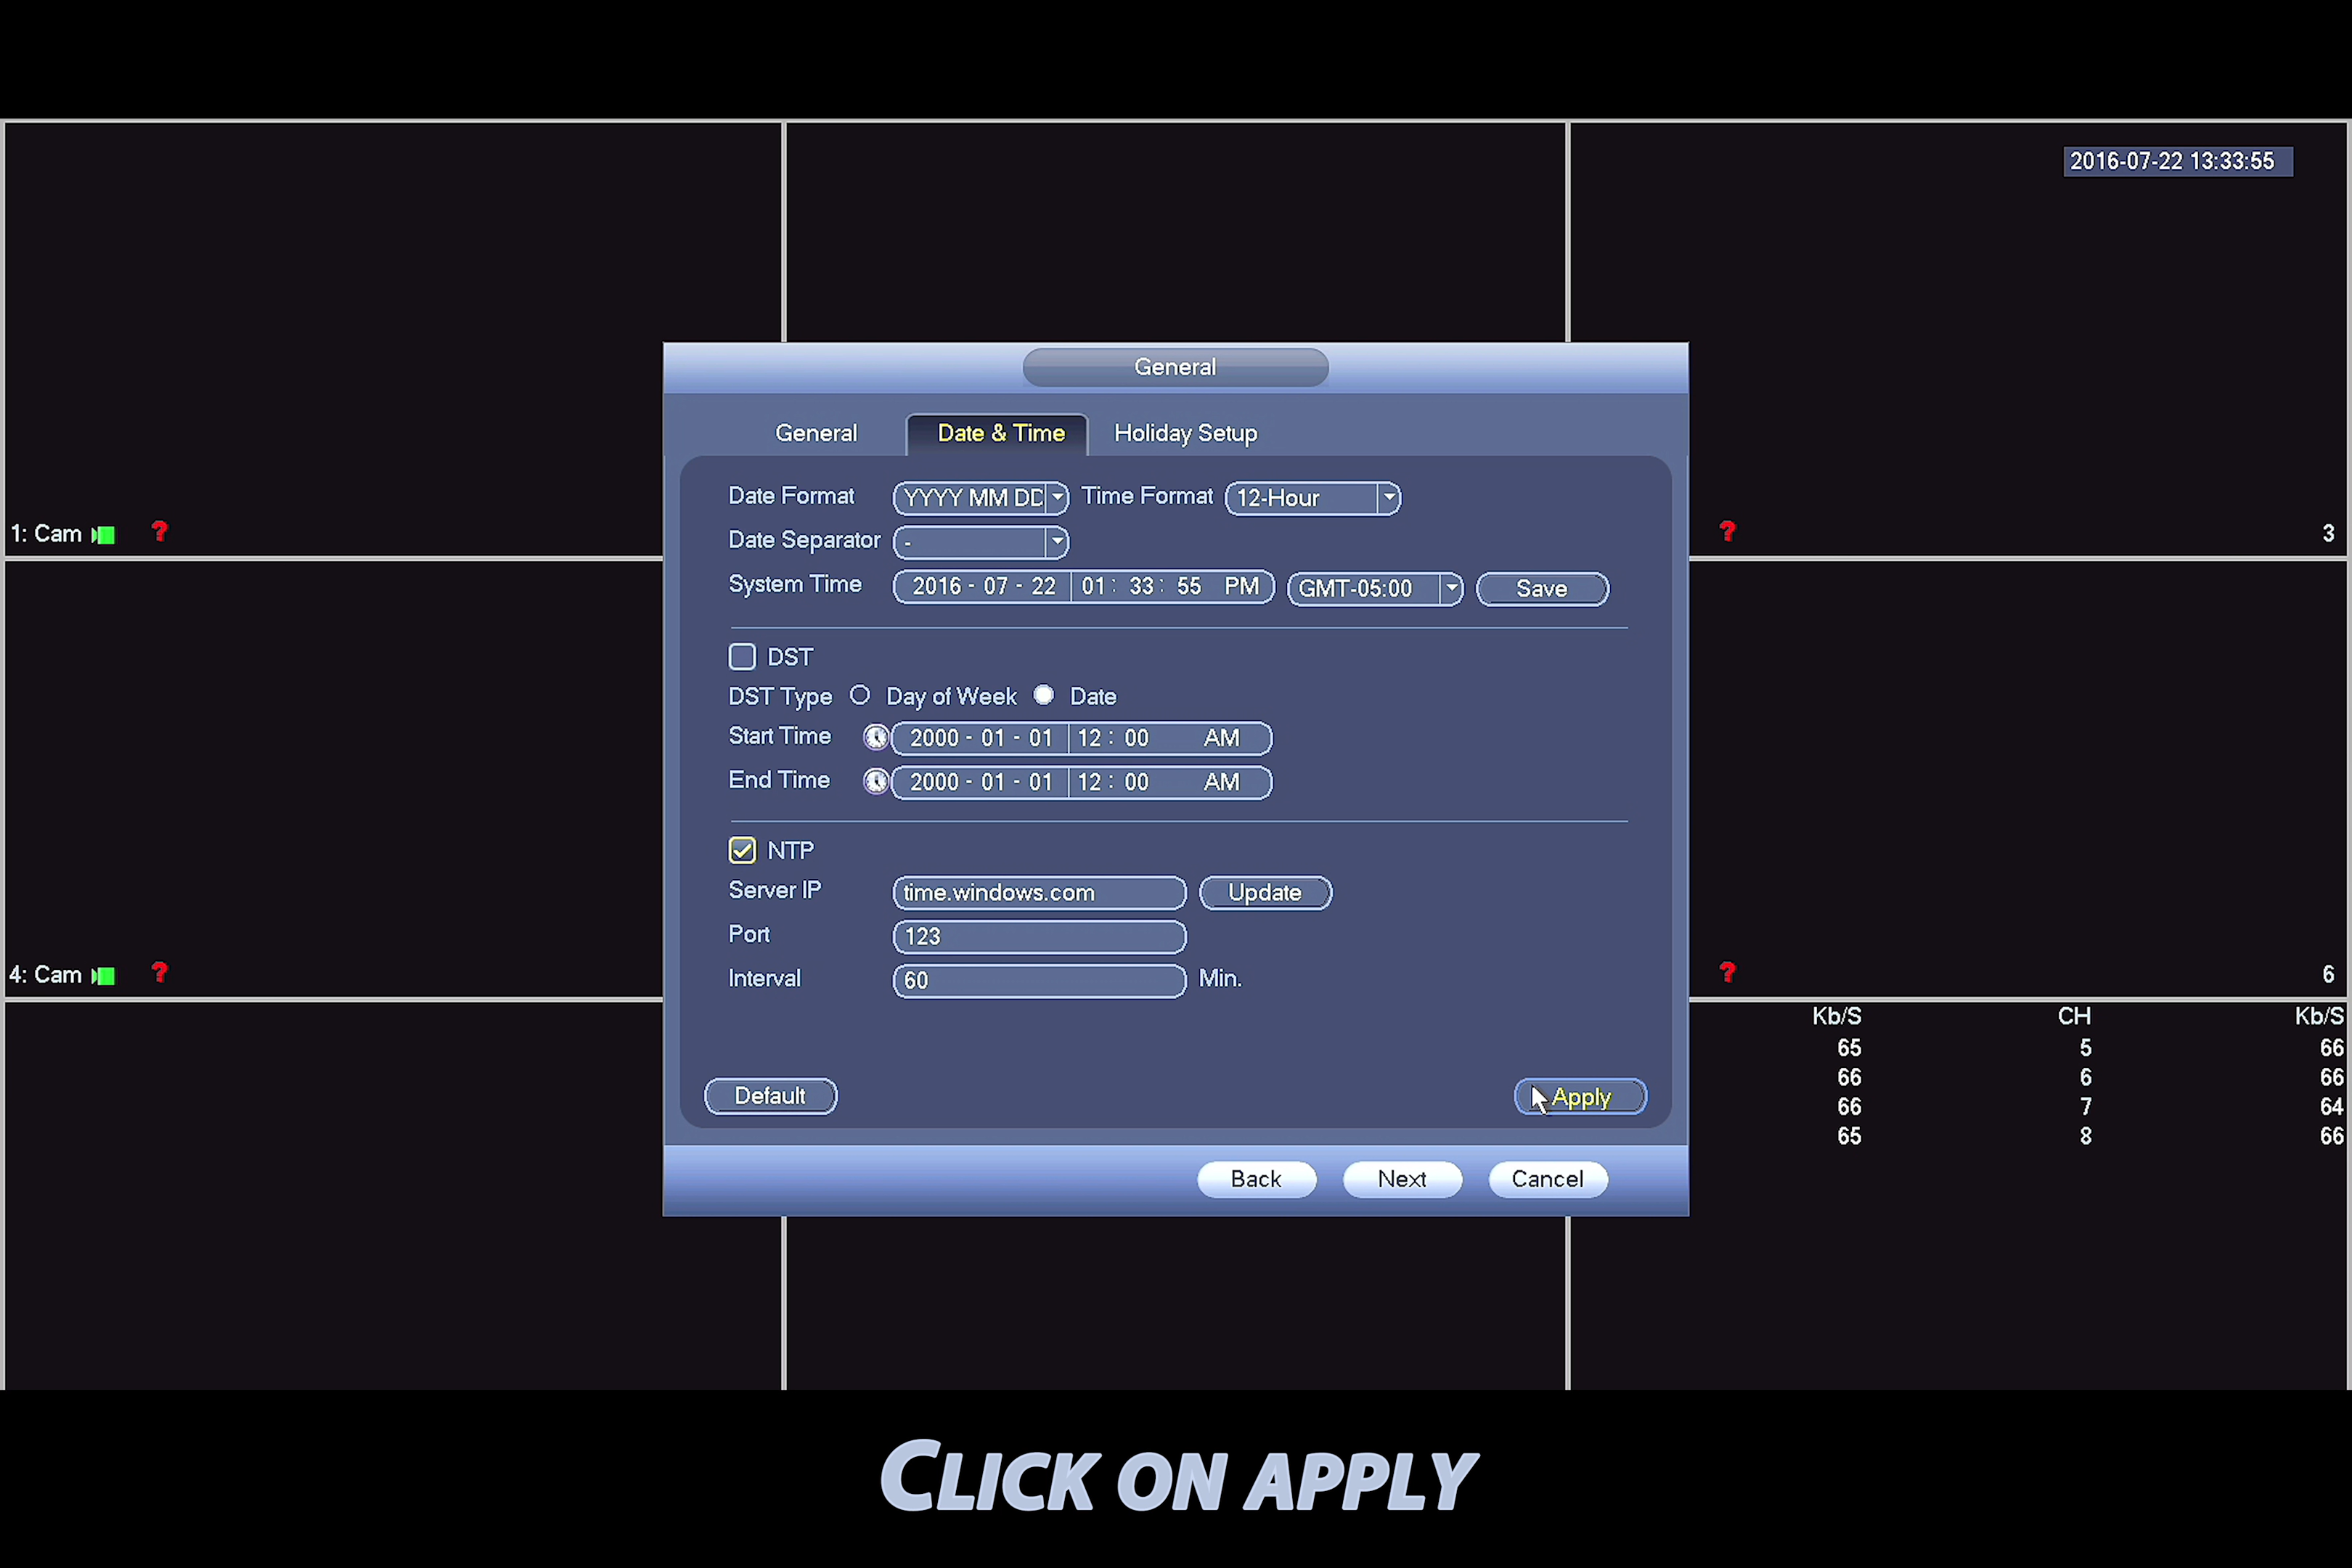 2016-07-22 13:33:55
General
General Date & Time Holiday Setup
Date Format YYYY MM DD Time Format 12-Hour
Date Separator -
System Time 2016 - 07 - 22 01 : 33 : 55 PM GMT-05:00 Save
DST
DST Type Day of Week Date
Start Time 2000 - 01 - 01 12 : 00 AM
End Time 2000 - 01 - 01 12 : 00 AM
NTP
Server IP time.windows.com Update
Port 123
Interval 60 Min.
Default Apply
Back Next Cancel
1: Cam ?
? 3
4: Cam ?
? 6
Kb/S CH Kb/S
65 5 66
66 6 66
66 7 64
65 8 66
CLICK ON APPLY